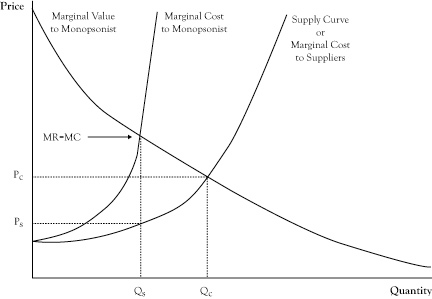 Price
Marginal Value
to Monopsonist
Marginal Cost
to Monopsonist
Supply Curve
or
Marginal Cost
to Suppliers
MR=MC
Pc
Ps
Qs
Qc
Quantity